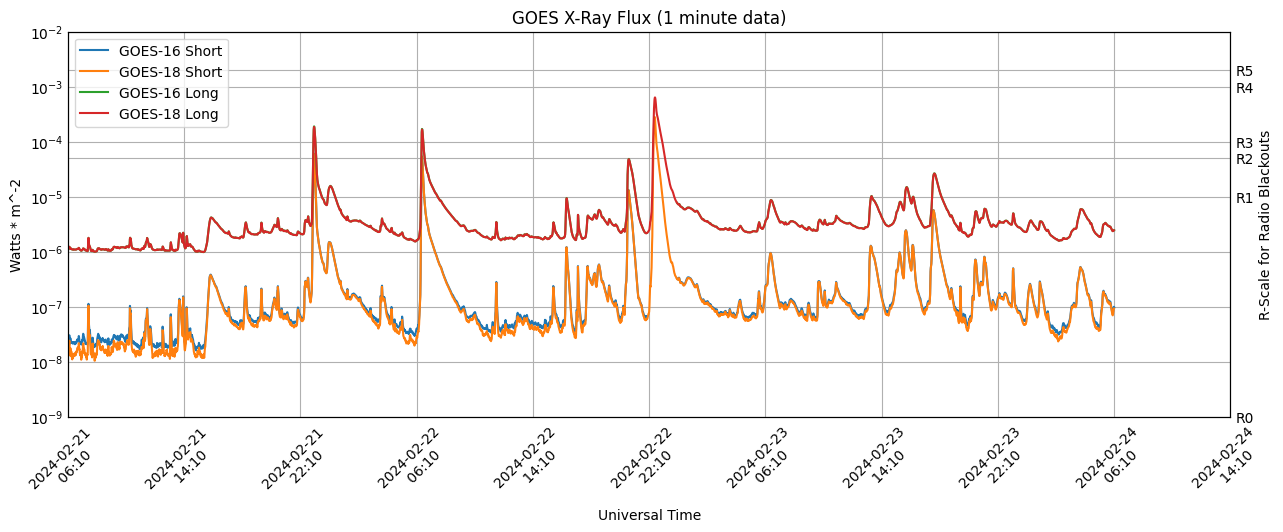 GOES X-Ray Flux (1 minute data)
GOES-16 Short
GOES-18 Short
GOES-16 Long
GOES-18 Long
Watts * m^-2
10^-2
10^-3
10^-4
10^-5
10^-6
10^-7
10^-8
10^-9
R5
R4
R3
R2
R1
R0
R-Scale for Radio Blackouts
2024-02-21
06:10
2024-02-21
14:10
2024-02-21
22:10
2024-02-22
06:10
2024-02-22
14:10
2024-02-22
22:10
2024-02-23
06:10
2024-02-23
14:10
2024-02-23
22:10
2024-02-24
06:10
2024-02-24
14:10
Universal Time